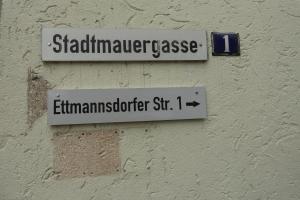 Stadtmauergasse 1
Ettmannsdorfer Str. 1 →